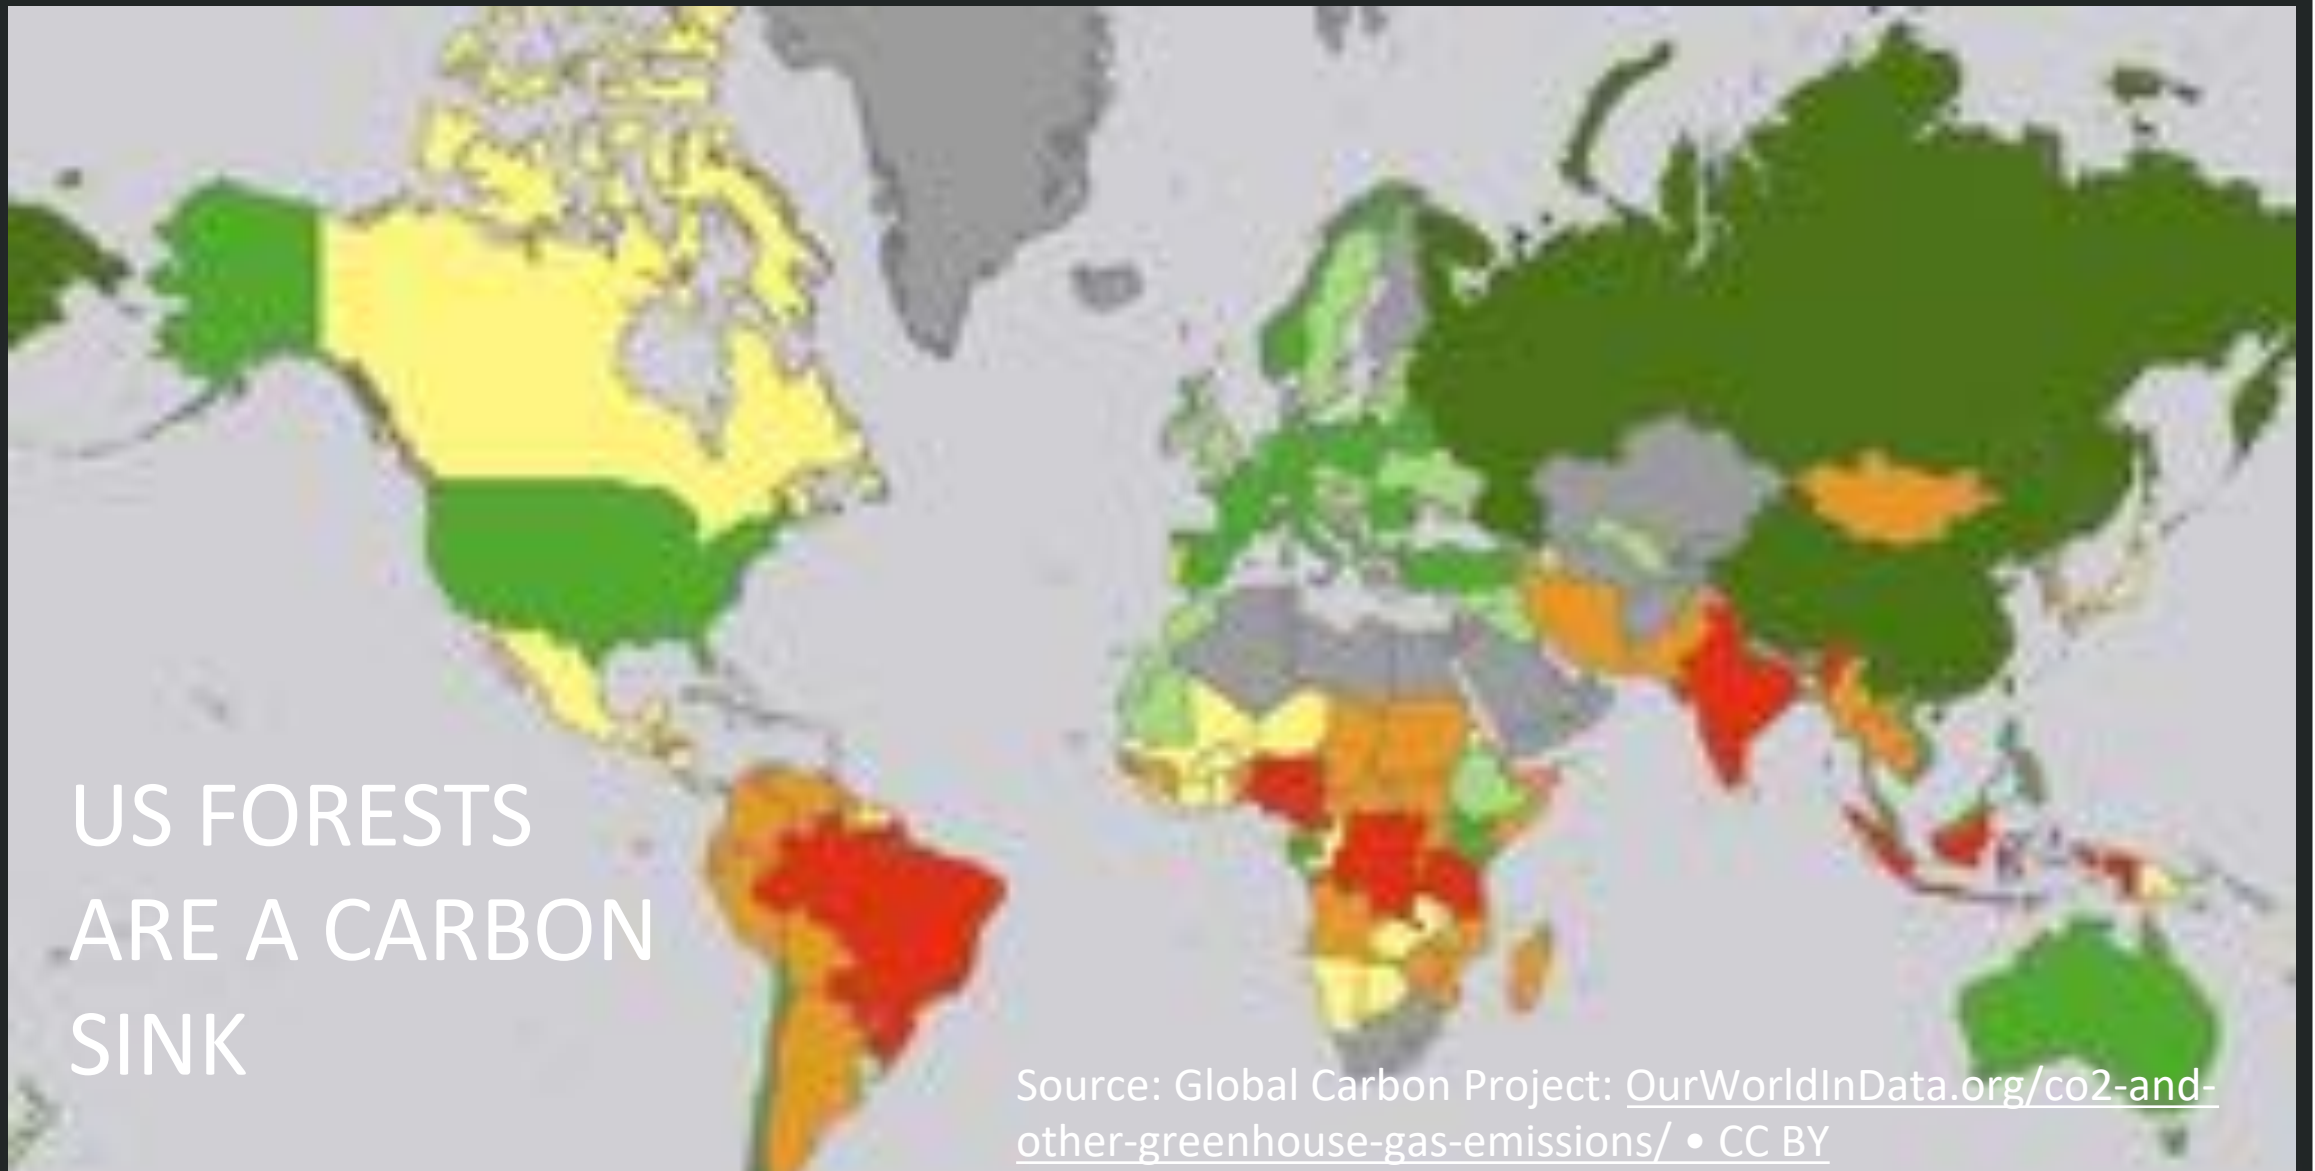 US FORESTS
ARE A CARBON
SINK
Source: Global Carbon Project: OurWorldInData.org/co2-and-
other-greenhouse-gas-emissions/ • CC BY